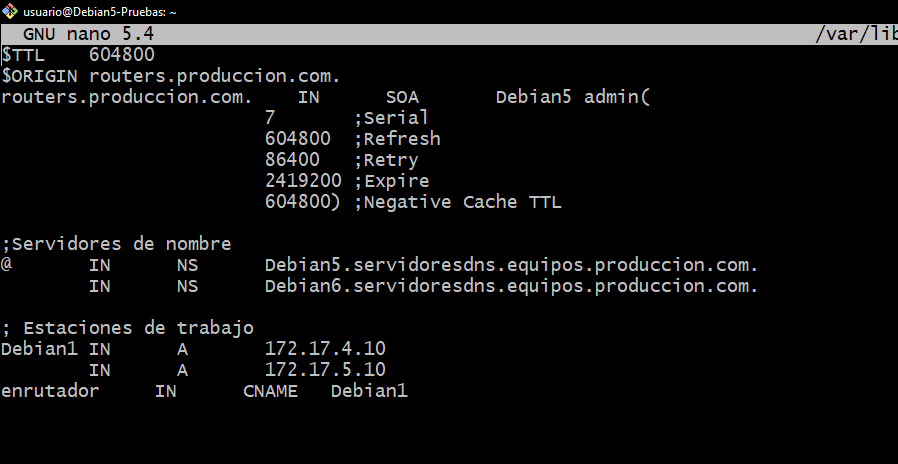 usuario@Debian5-Pruebas: ~
GNU nano 5.4 /var/lib
$TTL 604800
$ORIGIN routers.produccion.com.
routers.produccion.com. IN SOA Debian5 admin(
7 ;Serial
604800 ;Refresh
86400 ;Retry
2419200 ;Expire
604800) ;Negative Cache TTL
;Servidores de nombre
@ IN NS Debian5.servidoresdns.equipos.produccion.com.
IN NS Debian6.servidoresdns.equipos.produccion.com.
; Estaciones de trabajo
Debian1 IN A 172.17.4.10
IN A 172.17.5.10
enrutador IN CNAME Debian1